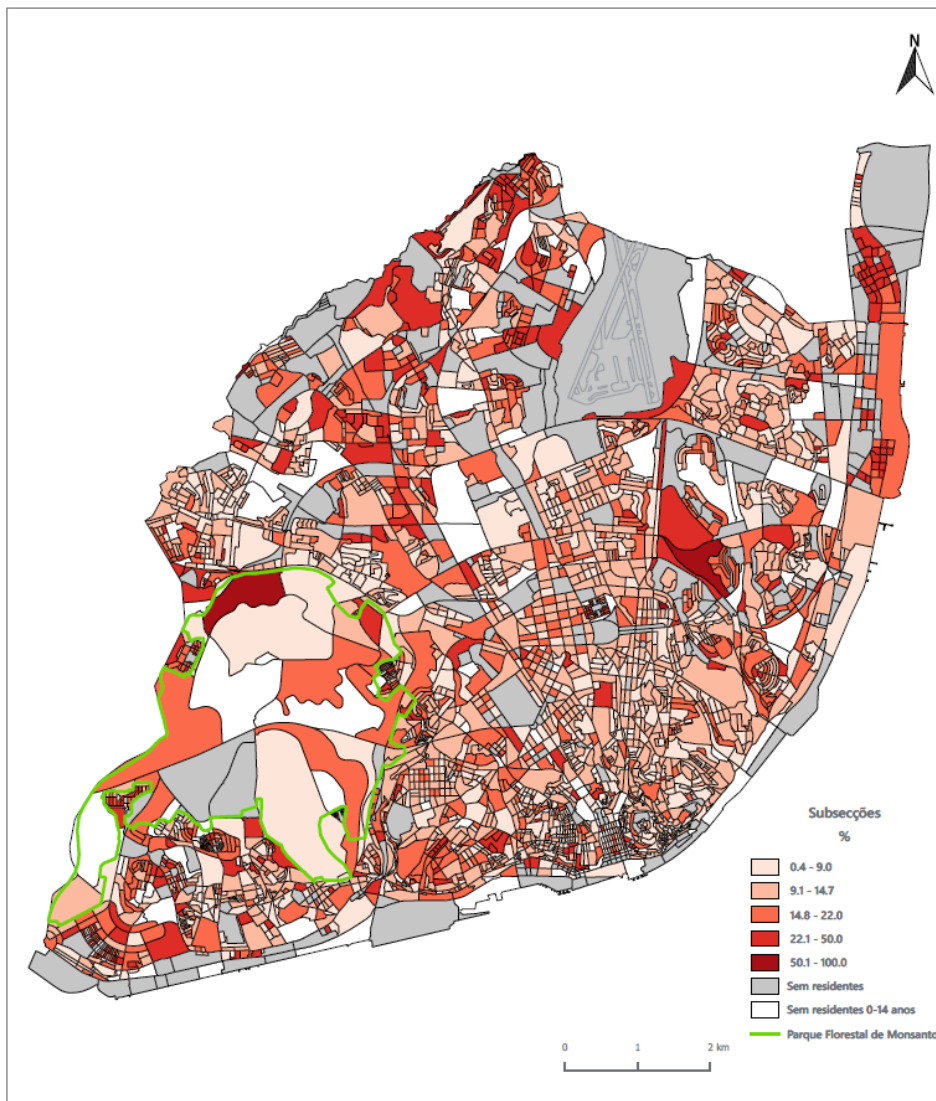 N
Subsecções
%
0.4 - 9.0
9.1 - 14.7
14.8 - 22.0
22.1 - 50.0
50.1 - 100.0
Sem residentes
Sem residentes 0-14 anos
Parque Florestal de Monsanto
0 1 2 km